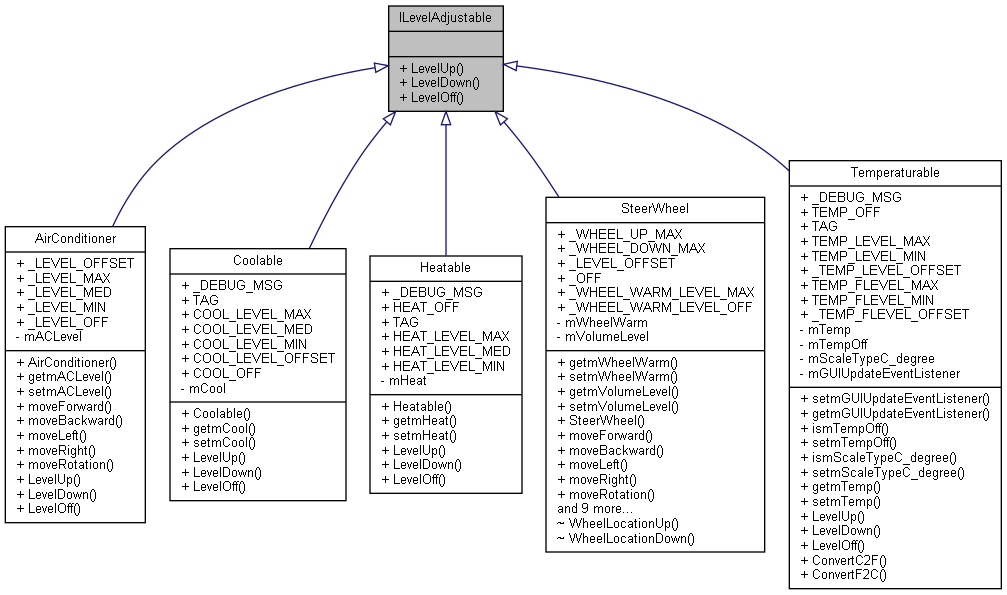 ILevelAdjustable
+ LevelUp()
+ LevelDown()
+ LevelOff()
AirConditioner
+ _LEVEL_OFFSET
+ _LEVEL_MAX
+ _LEVEL_MED
+ _LEVEL_MIN
+ _LEVEL_OFF
- mACLevel
+ AirConditioner()
+ getmACLevel()
+ setmACLevel()
+ moveForward()
+ moveBackward()
+ moveLeft()
+ moveRight()
+ moveRotation()
+ LevelUp()
+ LevelDown()
+ LevelOff()
Coolable
+ _DEBUG_MSG
+ TAG
+ COOL_LEVEL_MAX
+ COOL_LEVEL_MED
+ COOL_LEVEL_MIN
+ COOL_LEVEL_OFFSET
+ COOL_OFF
- mCool
+ Coolable()
+ getmCool()
+ setmCool()
+ LevelUp()
+ LevelDown()
+ LevelOff()
Heatable
+ _DEBUG_MSG
+ HEAT_OFF
+ TAG
+ HEAT_LEVEL_MAX
+ HEAT_LEVEL_MED
+ HEAT_LEVEL_MIN
- mHeat
+ Heatable()
+ getmHeat()
+ setmHeat()
+ LevelUp()
+ LevelDown()
+ LevelOff()
SteerWheel
+ _WHEEL_UP_MAX
+ _WHEEL_DOWN_MAX
+ _LEVEL_OFFSET
+ _OFF
+ _WHEEL_WARM_LEVEL_MAX
+ _WHEEL_WARM_LEVEL_OFF
- mWheelWarm
- mVolumeLevel
+ getmWheelWarm()
+ setmWheelWarm()
+ getmVolumeLevel()
+ setmVolumeLevel()
+ SteerWheel()
+ moveForward()
+ moveBackward()
+ moveLeft()
+ moveRight()
+ moveRotation()
and 9 more...
~ WheelLocationUp()
~ WheelLocationDown()
Temperaturable
+ _DEBUG_MSG
+ TEMP_OFF
+ TAG
+ TEMP_LEVEL_MAX
+ TEMP_LEVEL_MIN
+ _TEMP_LEVEL_OFFSET
+ TEMP_FLEVEL_MAX
+ TEMP_FLEVEL_MIN
+ _TEMP_FLEVEL_OFFSET
- mTemp
- mTempOff
- mScaleTypeC_degree
- mGUIUpdateEventListener
+ setmGUIUpdateEventListener()
+ getmGUIUpdateEventListener()
+ ismTempOff()
+ setmTempOff()
+ ismScaleTypeC_degree()
+ setmScaleTypeC_degree()
+ getmTemp()
+ setmTemp()
+ LevelUp()
+ LevelDown()
+ LevelOff()
+ ConvertC2F()
+ ConvertF2C()